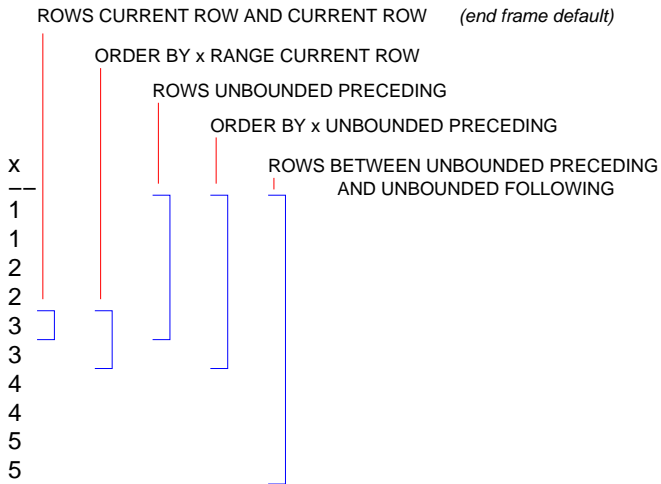 ROWS CURRENT ROW AND CURRENT ROW (end frame default)
ORDER BY x RANGE CURRENT ROW
ROWS UNBOUNDED PRECEDING
ORDER BY x UNBOUNDED PRECEDING
ROWS BETWEEN UNBOUNDED PRECEDING
AND UNBOUNDED FOLLOWING
x
--
1
1
2
2
3
3
4
4
5
5